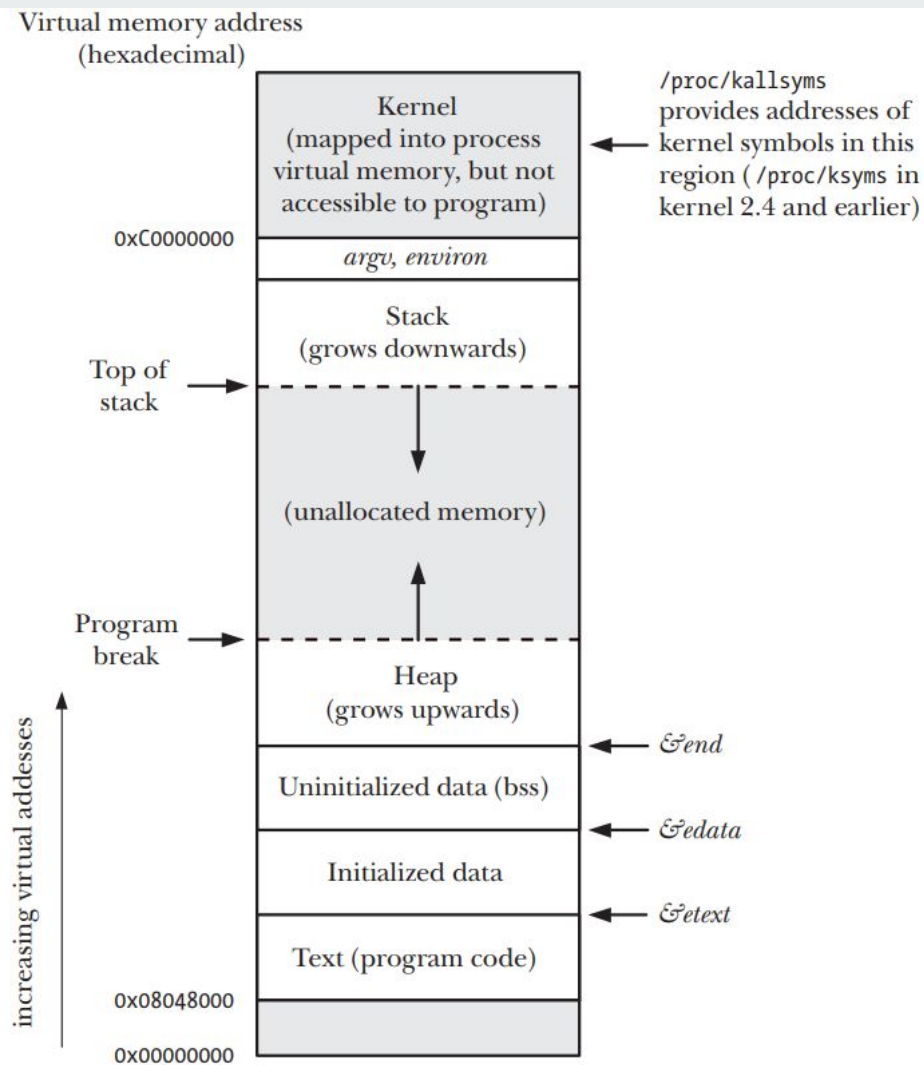 Virtual memory address
(hexadecimal)
/proc/kallsyms
provides addresses of
kernel symbols in this
region (/proc/ksyms in
kernel 2.4 and earlier)
Kernel
(mapped into process
virtual memory, but not
accessible to program)
0xC0000000
argv, environ
Stack
(grows downwards)
Top of
stack
(unallocated memory)
Program
break
Heap
(grows upwards)
&end
Uninitialized data (bss)
&edata
Initialized data
&etext
Text (program code)
0x08048000
0x00000000
increasing virtual addesses